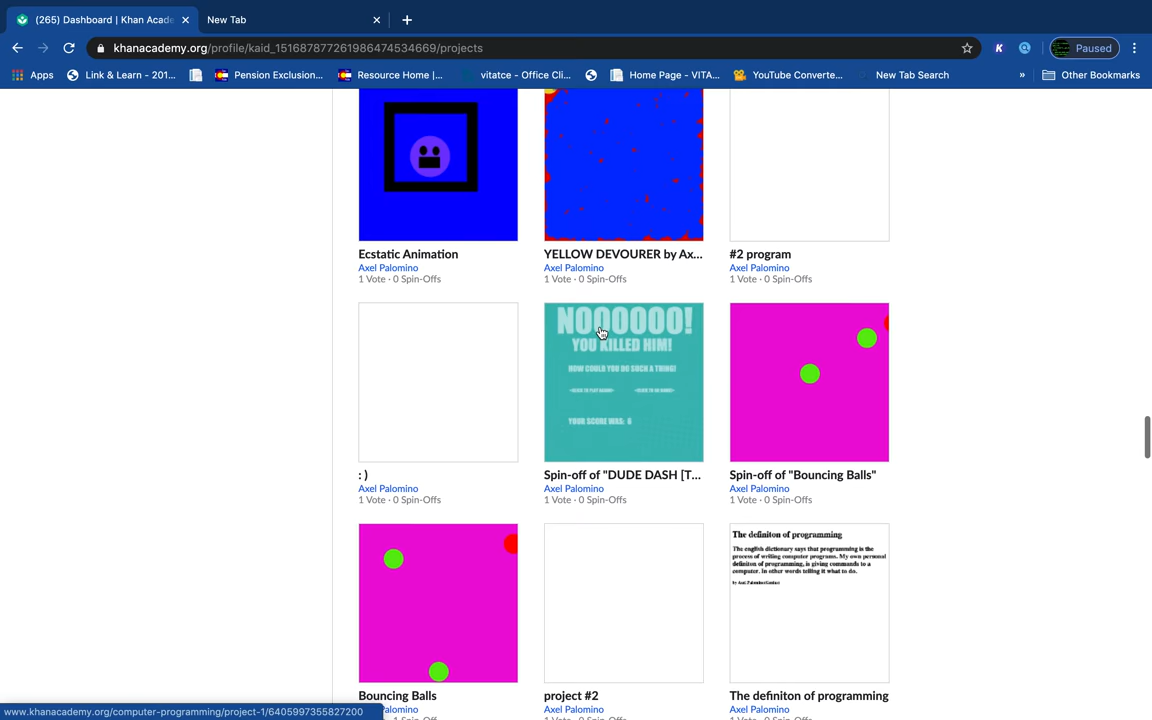 (265) Dashboard | Khan Acade
New Tab
khanacademy.org/profile/kaid_151687877261986474534669/projects
Paused
Apps
Link & Learn - 201...
Pension Exclusion...
Resource Home |...
vitatce - Office Cli...
Home Page - VITA...
YouTube Converte...
New Tab Search
»
Other Bookmarks
Ecstatic Animation
Axel Palomino
1 Vote · 0 Spin-Offs
YELLOW DEVOURER by Ax...
Axel Palomino
1 Vote · 0 Spin-Offs
#2 program
Axel Palomino
1 Vote · 0 Spin-Offs
: )
Axel Palomino
1 Vote · 0 Spin-Offs
NOOOOOO!
YOU KILLED HIM!
HOW COULD YOU DO SUCH A THING!
<CLICK TO PLAY AGAIN>
YOUR SCORE WAS: 6
Spin-off of "DUDE DASH [T...
Axel Palomino
1 Vote · 0 Spin-Offs
Spin-off of "Bouncing Balls"
Axel Palomino
1 Vote · 0 Spin-Offs
Bouncing Balls
Palomino
project #2
Axel Palomino
The definiton of programming
The english dictionary says that programming is the
process of writing computer programs. My own personal
definiton of programming, is giving commands to a
computer. In other words telling it what to do.
The definiton of programming
Axel Palomino
www.khanacademy.org/computer-programming/project-1/6405997355827200